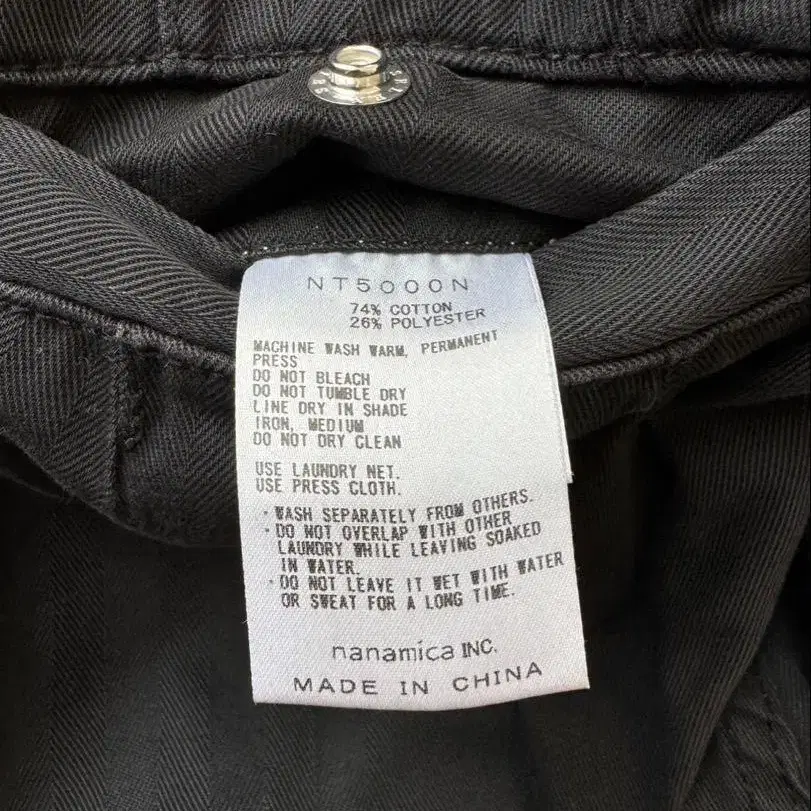 NT5000N
74% COTTON
26% POLYESTER
MACHINE WASH WARM, PERMANENT
PRESS
DO NOT BLEACH
DO NOT TUMBLE DRY
LINE DRY IN SHADE
IRON, MEDIUM
DO NOT DRY CLEAN
USE LAUNDRY NET.
USE PRESS CLOTH.
・WASH SEPARATELY FROM OTHERS.
・DO NOT OVERLAP WITH OTHER
LAUNDRY WHILE LEAVING SOAKED
IN WATER.
・DO NOT LEAVE IT WET WITH WATER
OR SWEAT FOR A LONG TIME.
nanamica INC.
MADE IN CHINA